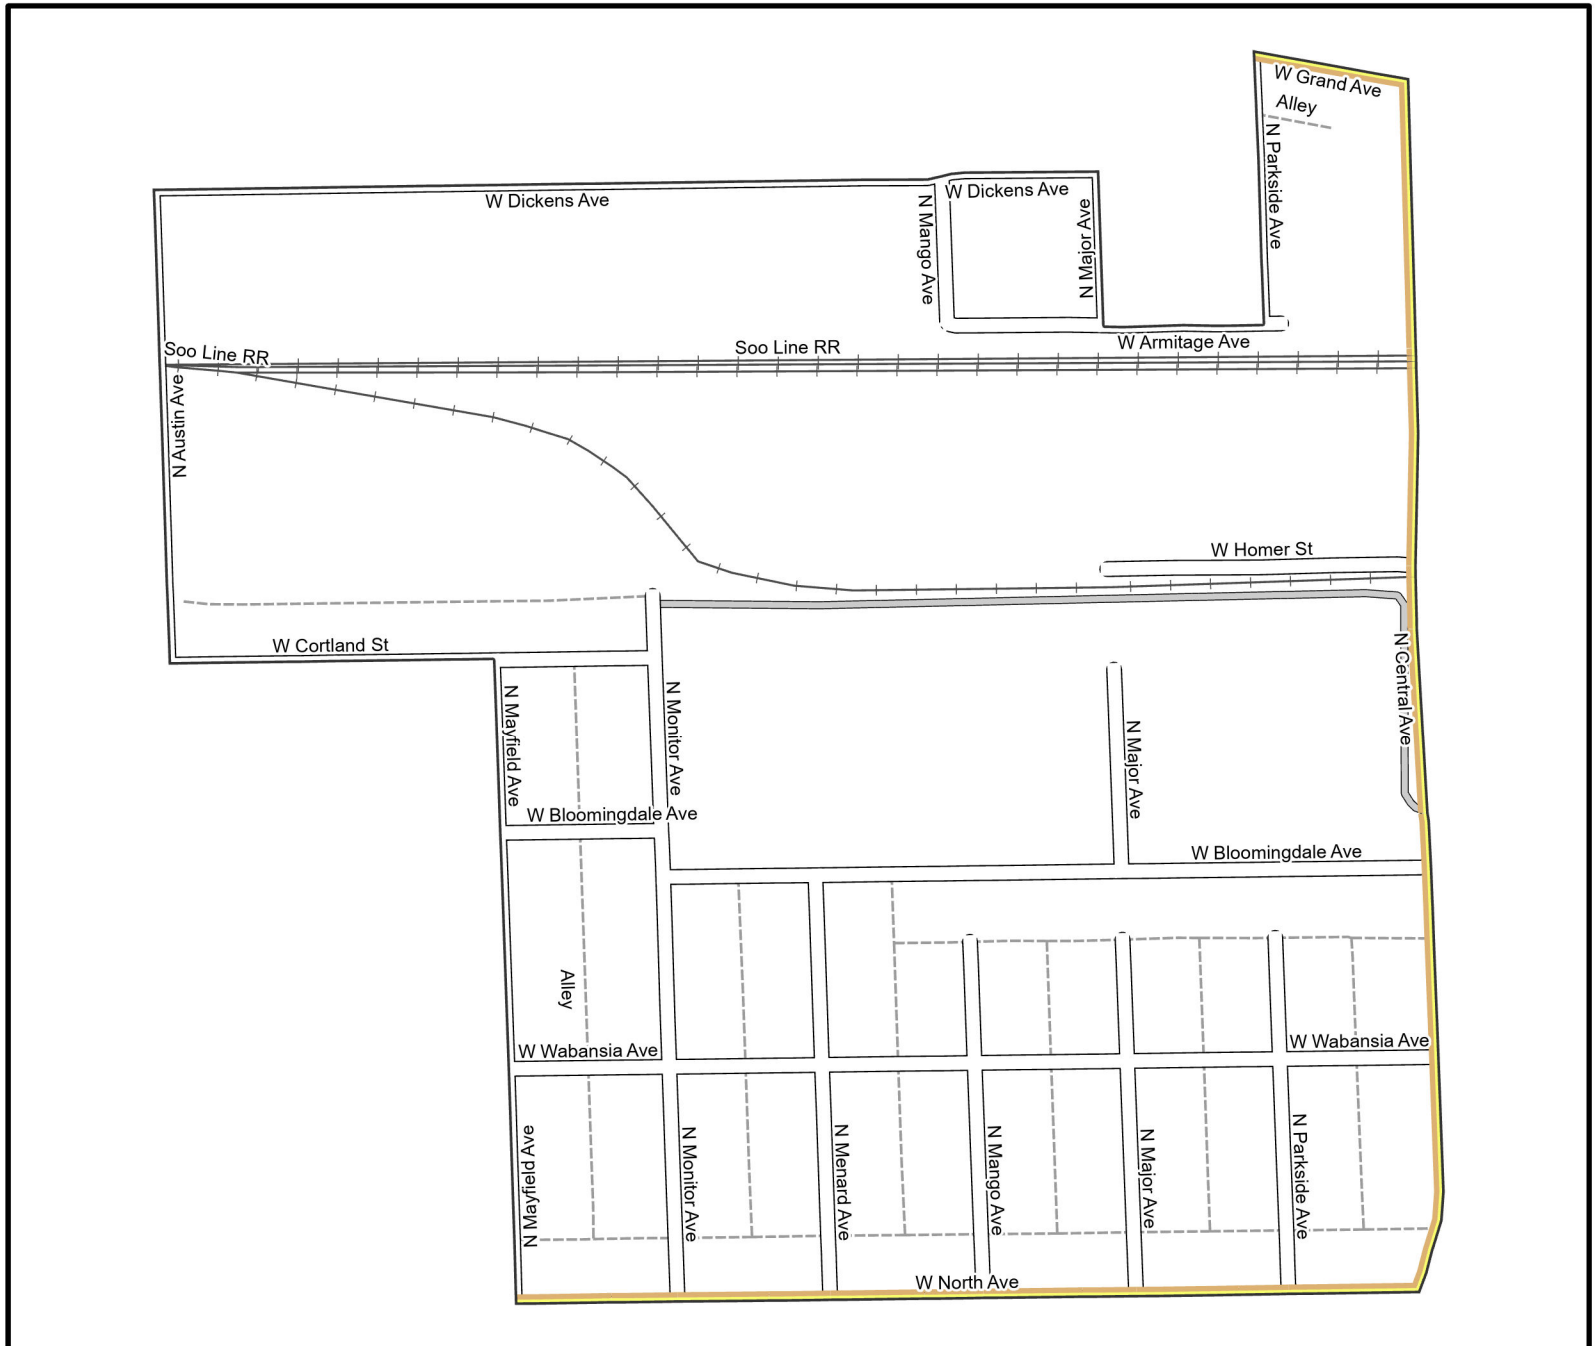 W Grand Ave
Alley
N Parkside Ave
W Dickens Ave
W Dickens Ave
N Mango Ave
N Major Ave
Soo Line RR
Soo Line RR
W Armitage Ave
N Austin Ave
W Homer St
W Cortland St
N Central Ave
N Mayfield Ave
N Monitor Ave
N Major Ave
W Bloomingdale Ave
W Bloomingdale Ave
Alley
W Wabansia Ave
W Wabansia Ave
N Mayfield Ave
N Monitor Ave
N Menard Ave
N Mango Ave
N Major Ave
N Parkside Ave
W North Ave